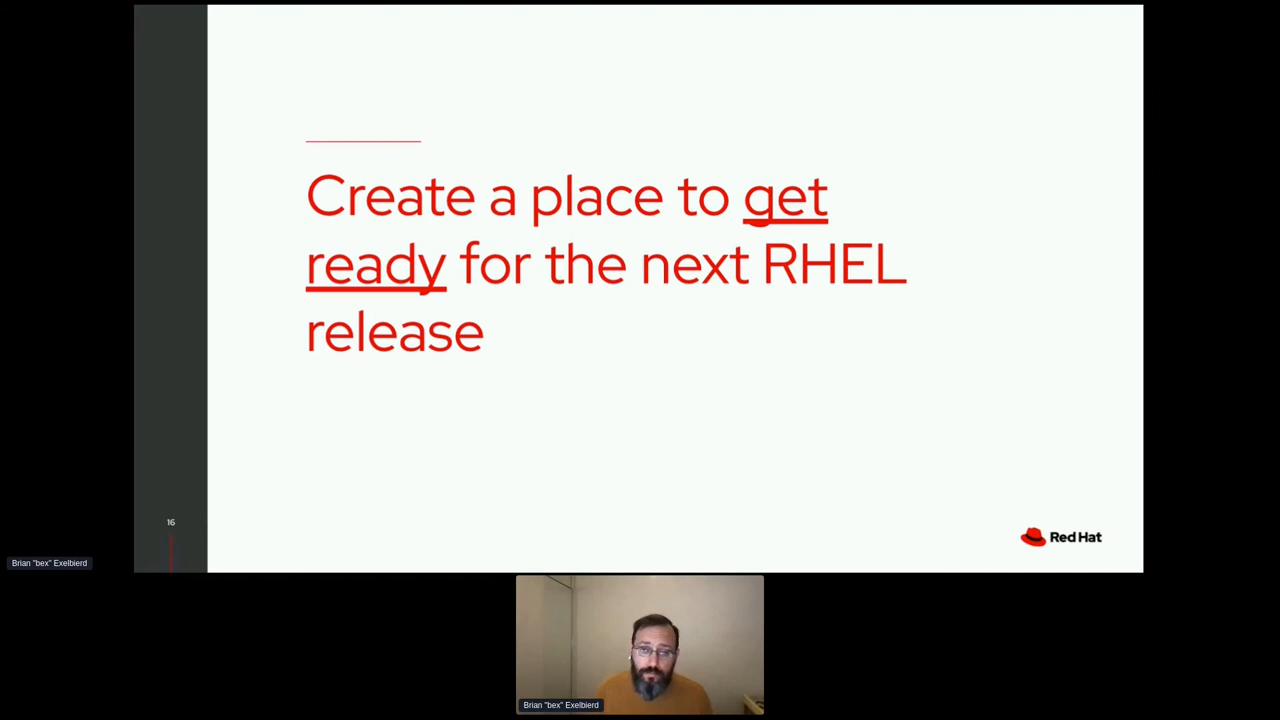 Create a place to get
ready for the next RHEL
release
16
Red Hat
Brian "bex" Exelbierd
Brian "bex" Exelbierd